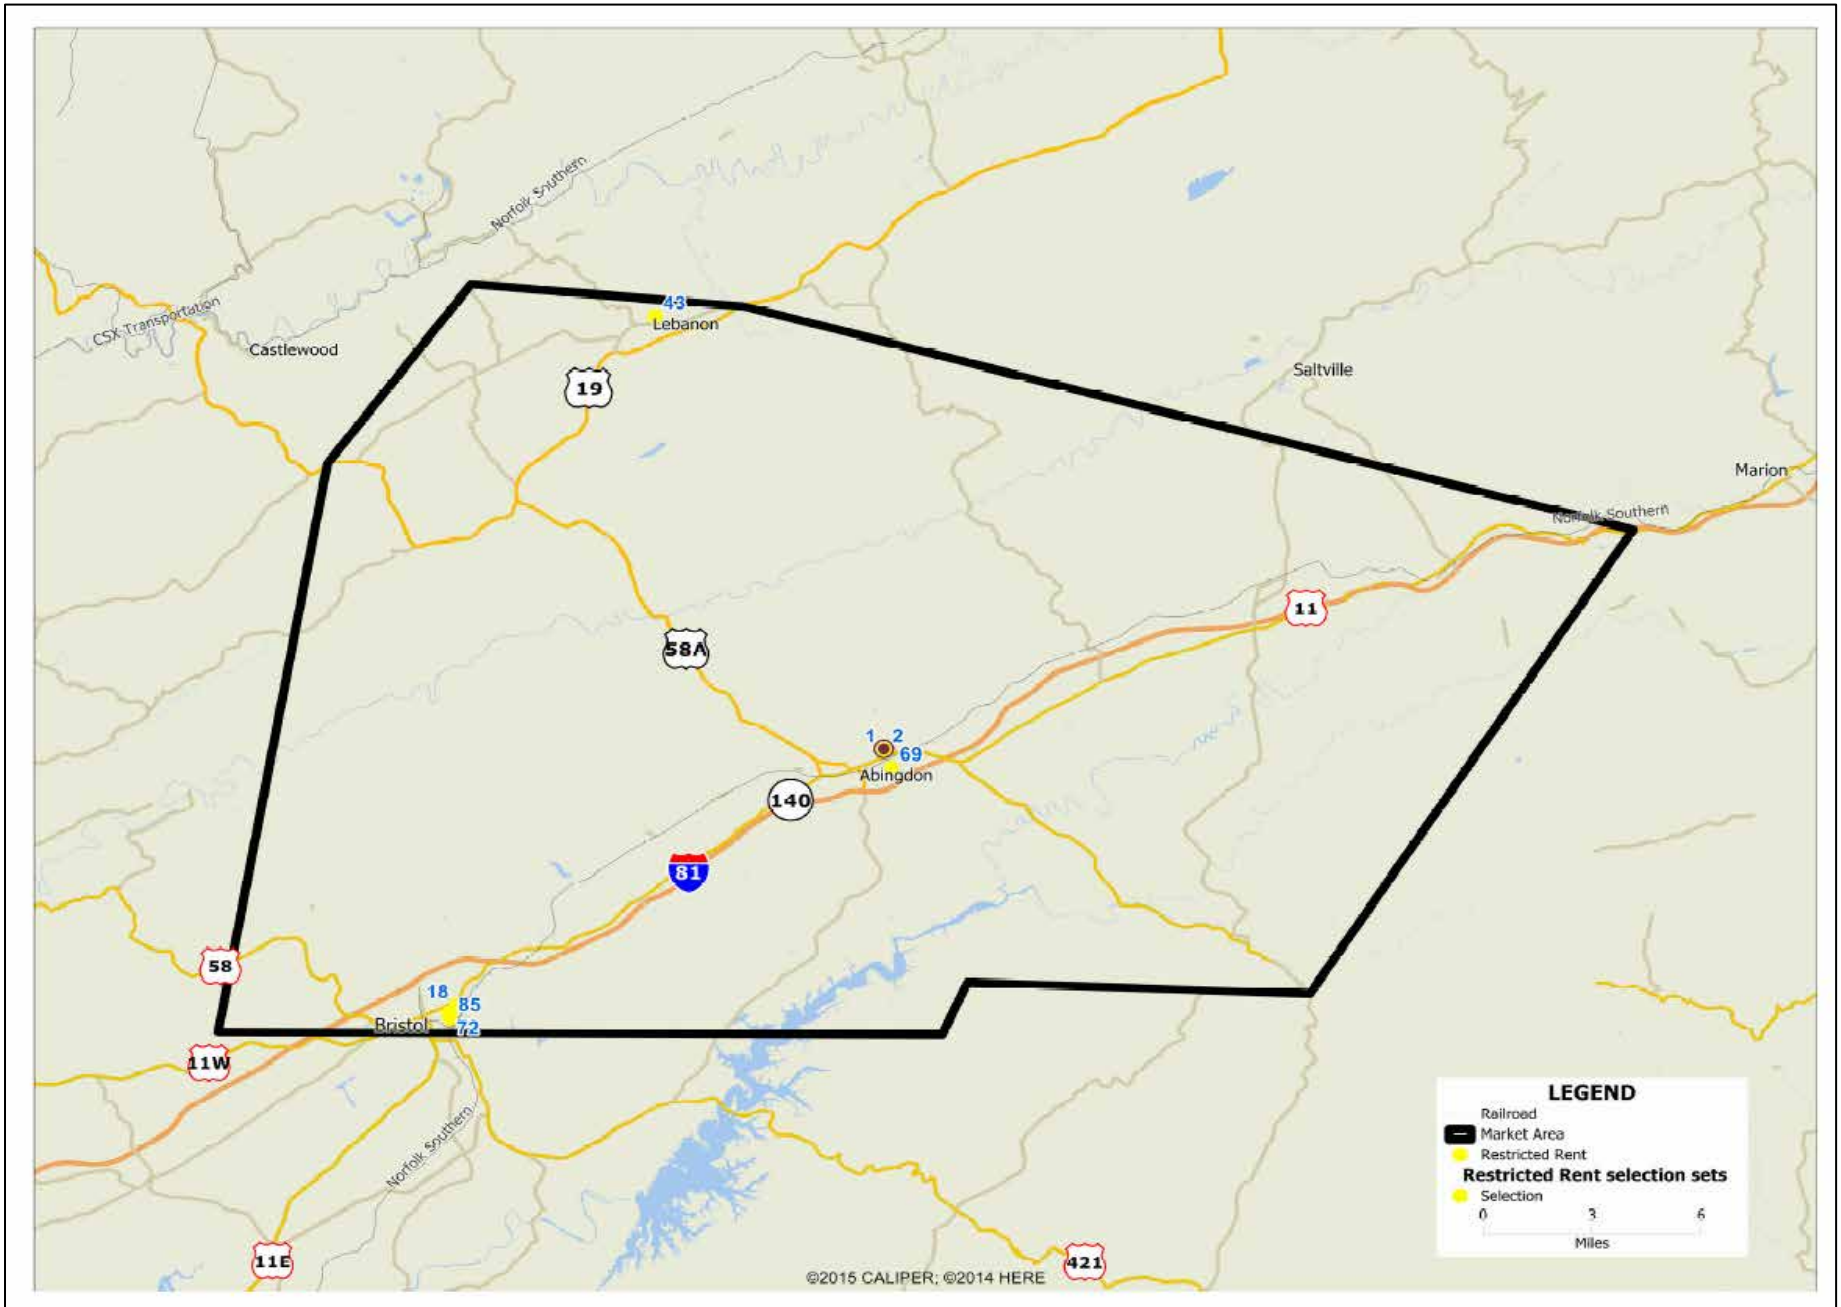 Norfolk Southern
CSX Transportation
Castlewood
43
Lebanon
19
Saltville
Marion
Norfolk Southern
11
58A
1 2
69
Abingdon
140
81
58
18
85
Bristol
72
11W
Norfolk Southern
11E
421
LEGEND
Railroad
Market Area
Restricted Rent
Restricted Rent selection sets
Selection
0 3 6
Miles
©2015 CALIPER; ©2014 HERE